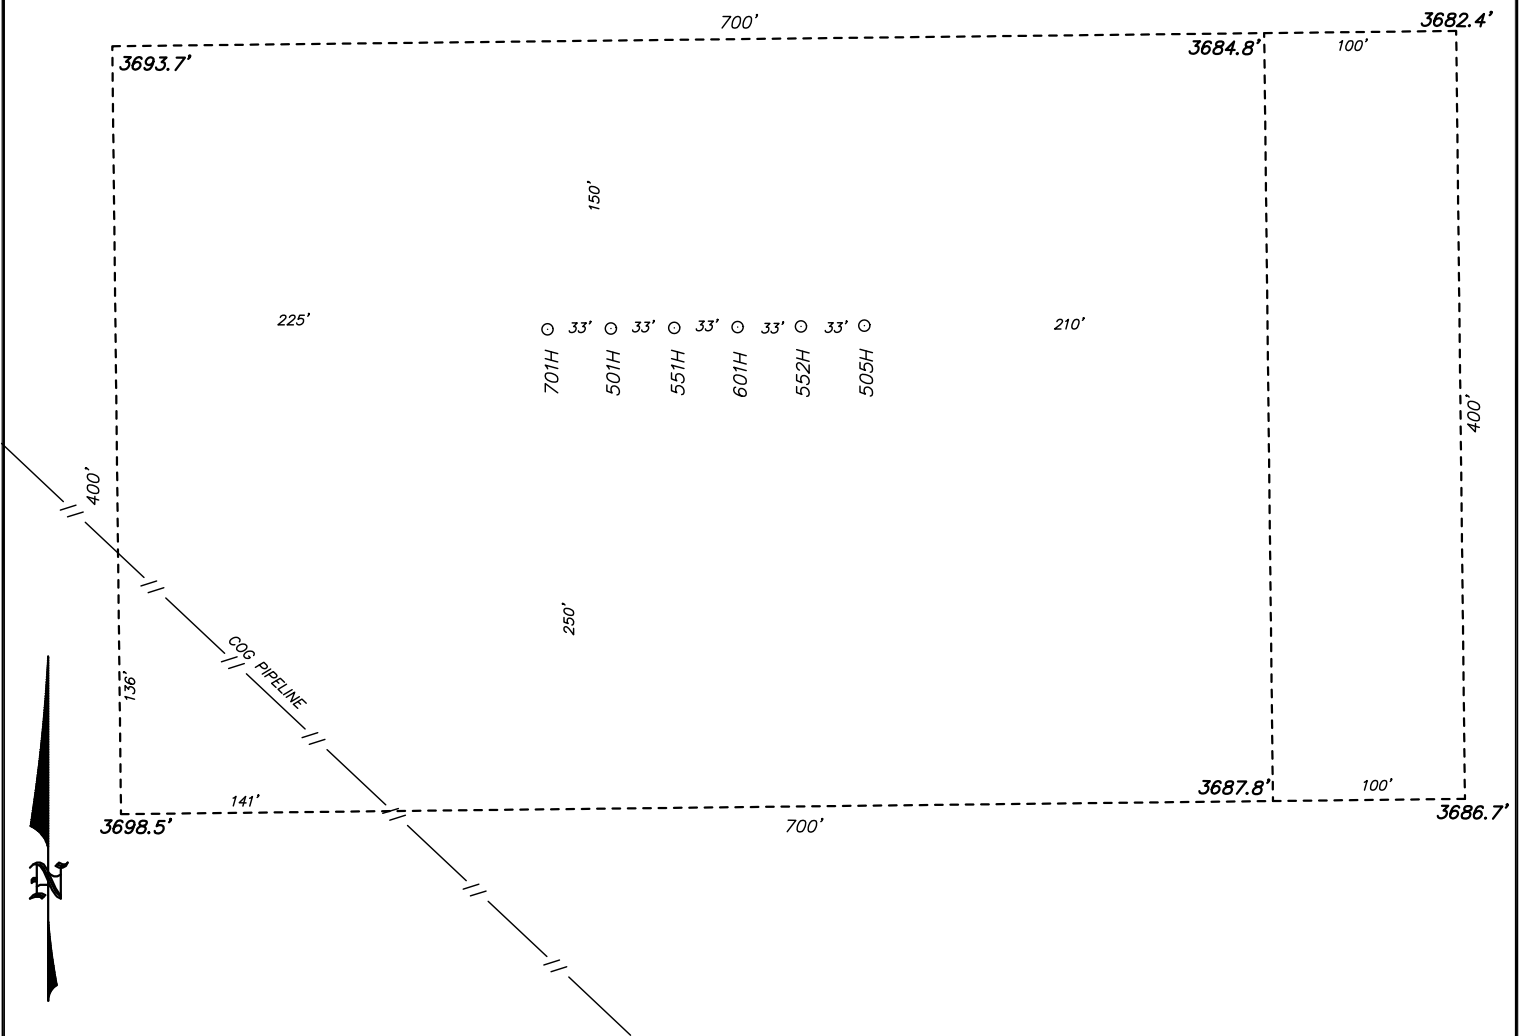 700’
3682.4’
3693.7’
3684.8’
100’
150’
225’
33’
33’
33’
33’
33’
210’
701H
501H
551H
601H
552H
505H
400’
400’
250’
COG PIPELINE
136’
141’
3687.8’
100’
3698.5’
700’
3686.7’
N